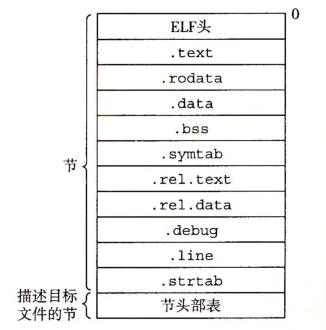 0
ELF头
.text
.rodata
.data
.bss
.symtab
节
.rel.text
.rel.data
.debug
.line
.strtab
描述目标
文件的节
节头部表